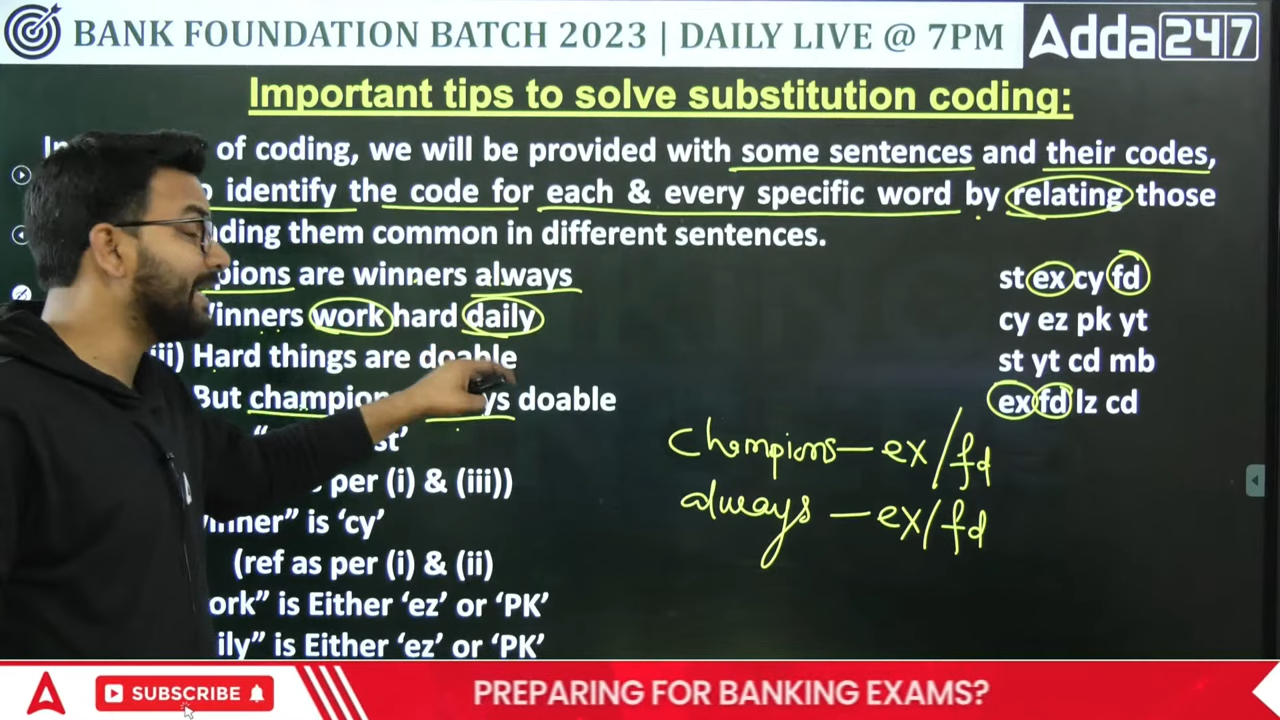 BANK FOUNDATION BATCH 2023 | DAILY LIVE @ 7PM
Adda247
Important tips to solve substitution coding:
of coding, we will be provided with some sentences and their codes,
identify the code for each & every specific word by relating those
ding them common in different sentences.
pions are winners always st ex cy fd
inners work hard daily cy ez pk yt
ii) Hard things are doable st yt cd mb
But champion ys doable ex fd lz cd
Champions — ex/fd
per (i) & (iii))
always — ex/fd
nner” is ‘cy’
(ref as per (i) & (ii)
ork” is Either ‘ez’ or ‘PK’
ily” is Either ‘ez’ or ‘PK’
SUBSCRIBE
PREPARING FOR BANKING EXAMS?